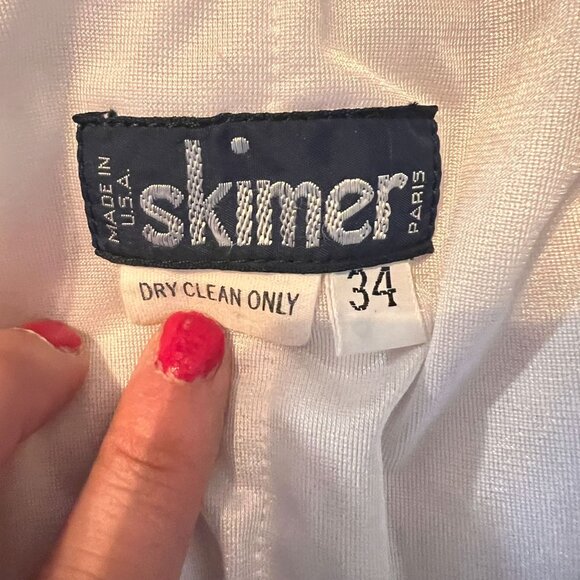 MADE IN
U.S.A.
skimer
PARIS
DRY CLEAN ONLY
34